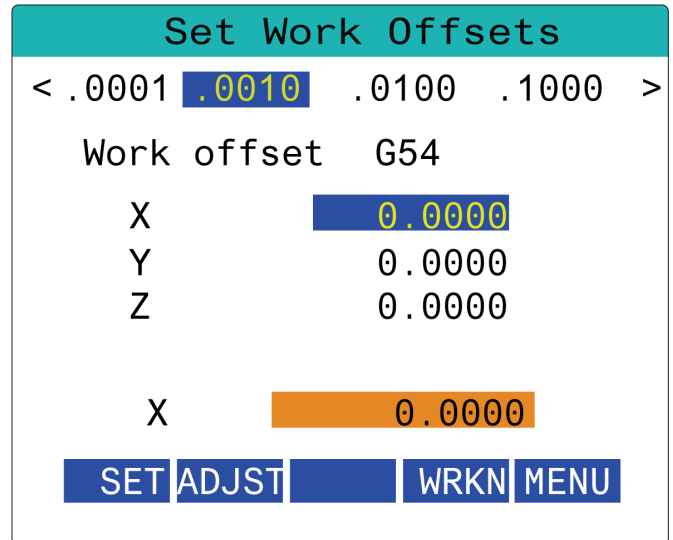 Set Work Offsets
< .0001 .0010 .0100 .1000 >
Work offset G54
X 0.0000
Y 0.0000
Z 0.0000
X 0.0000
SET ADJST WRKN MENU